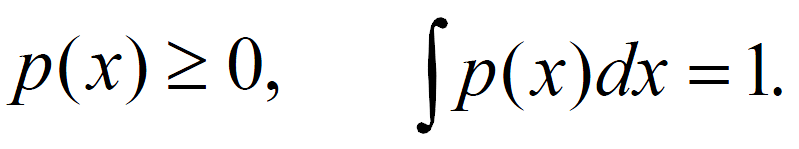 p(x) ≥ 0, ∫p(x)dx = 1.